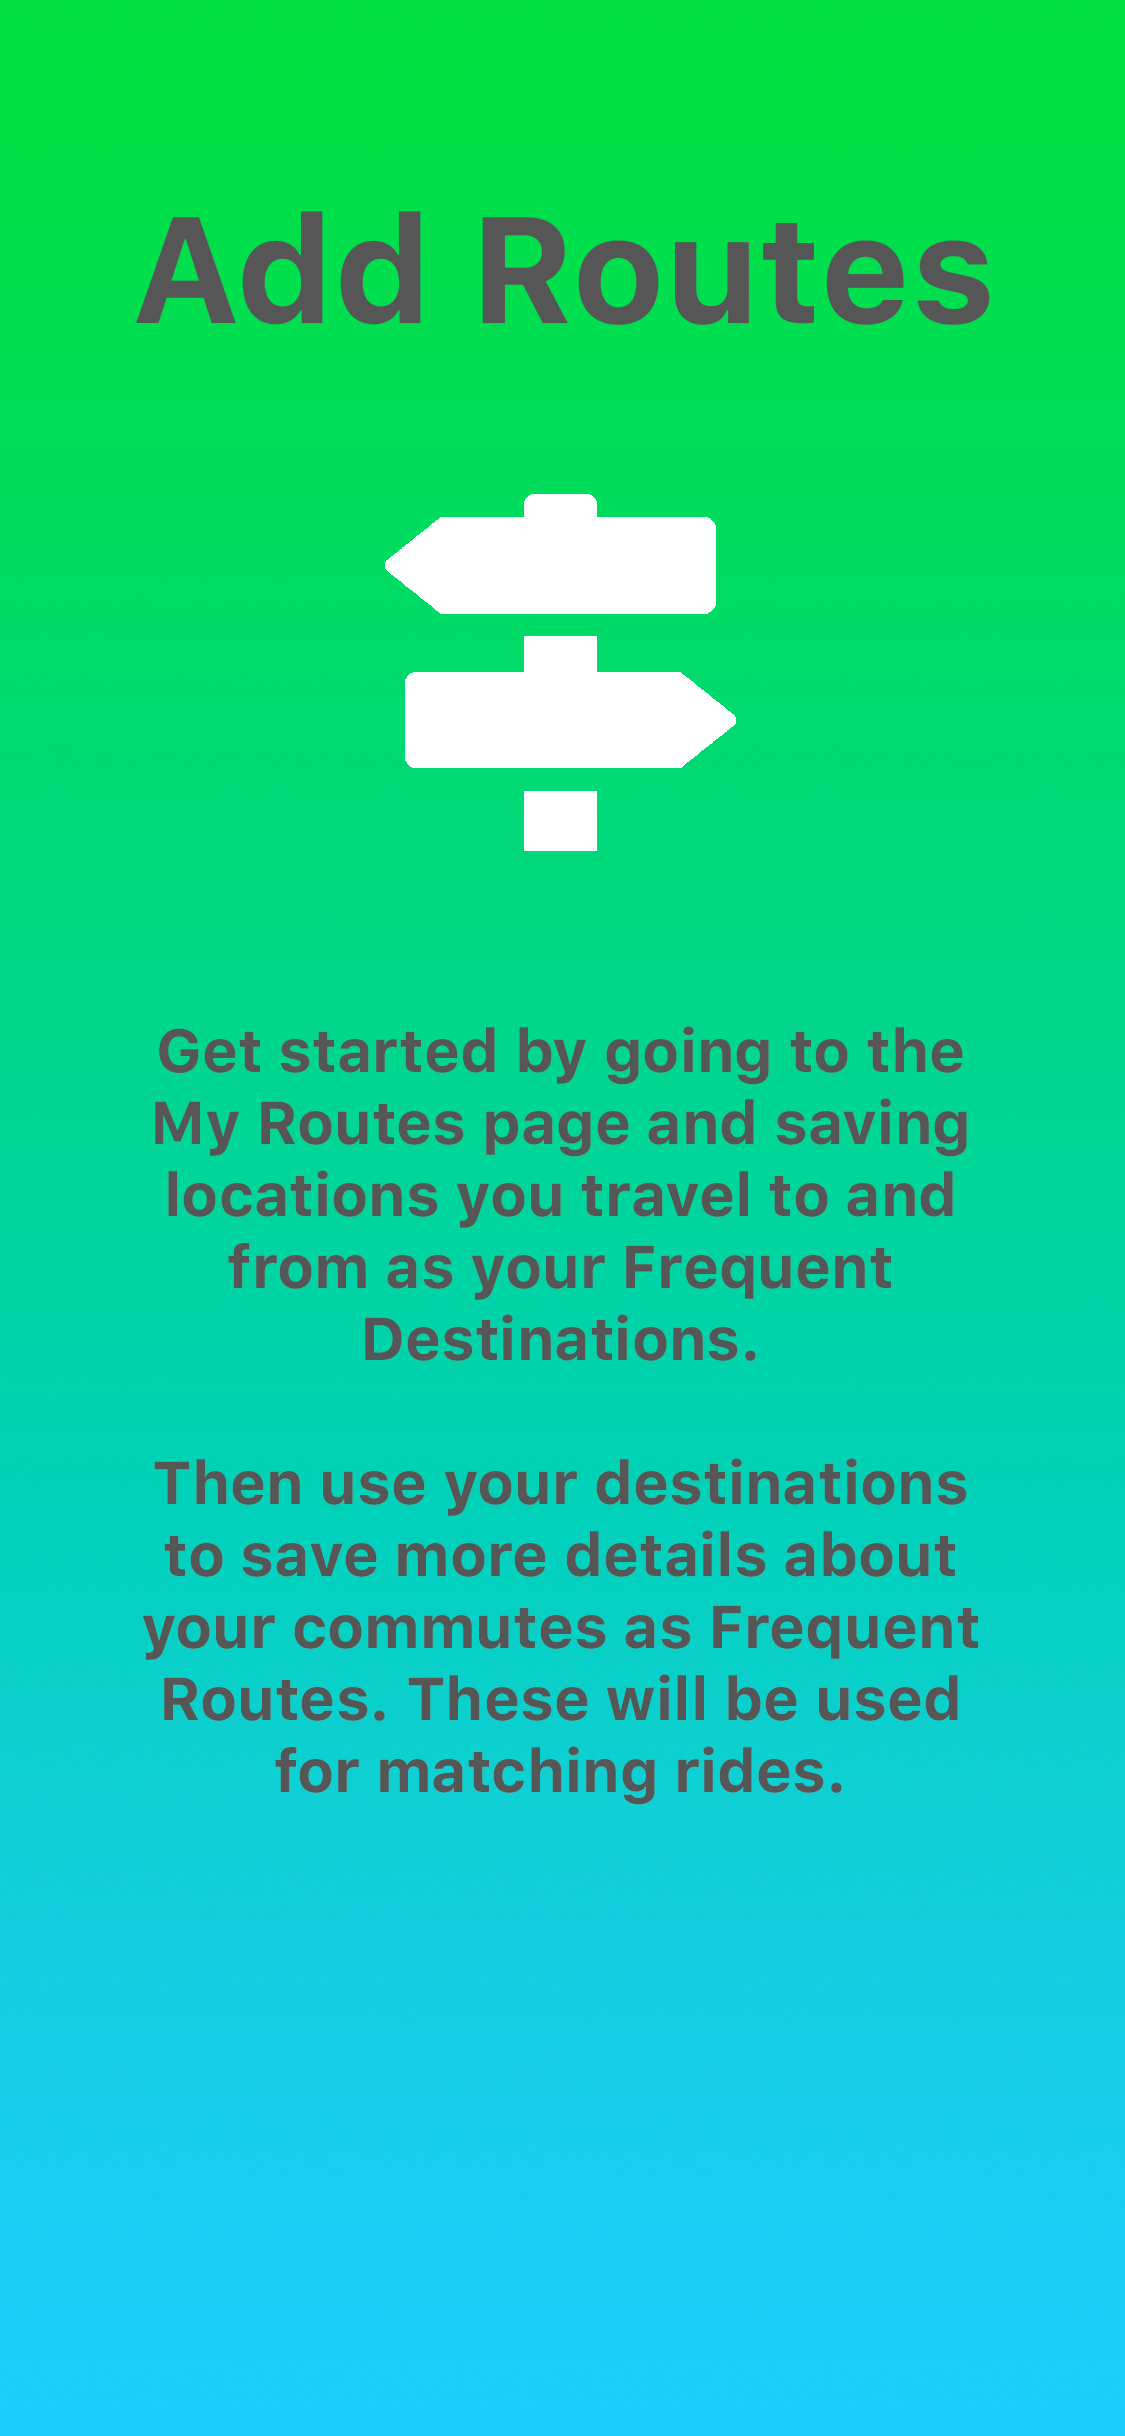 Add Routes
Get started by going to the
My Routes page and saving
locations you travel to and
from as your Frequent
Destinations.
Then use your destinations
to save more details about
your commutes as Frequent
Routes. These will be used
for matching rides.